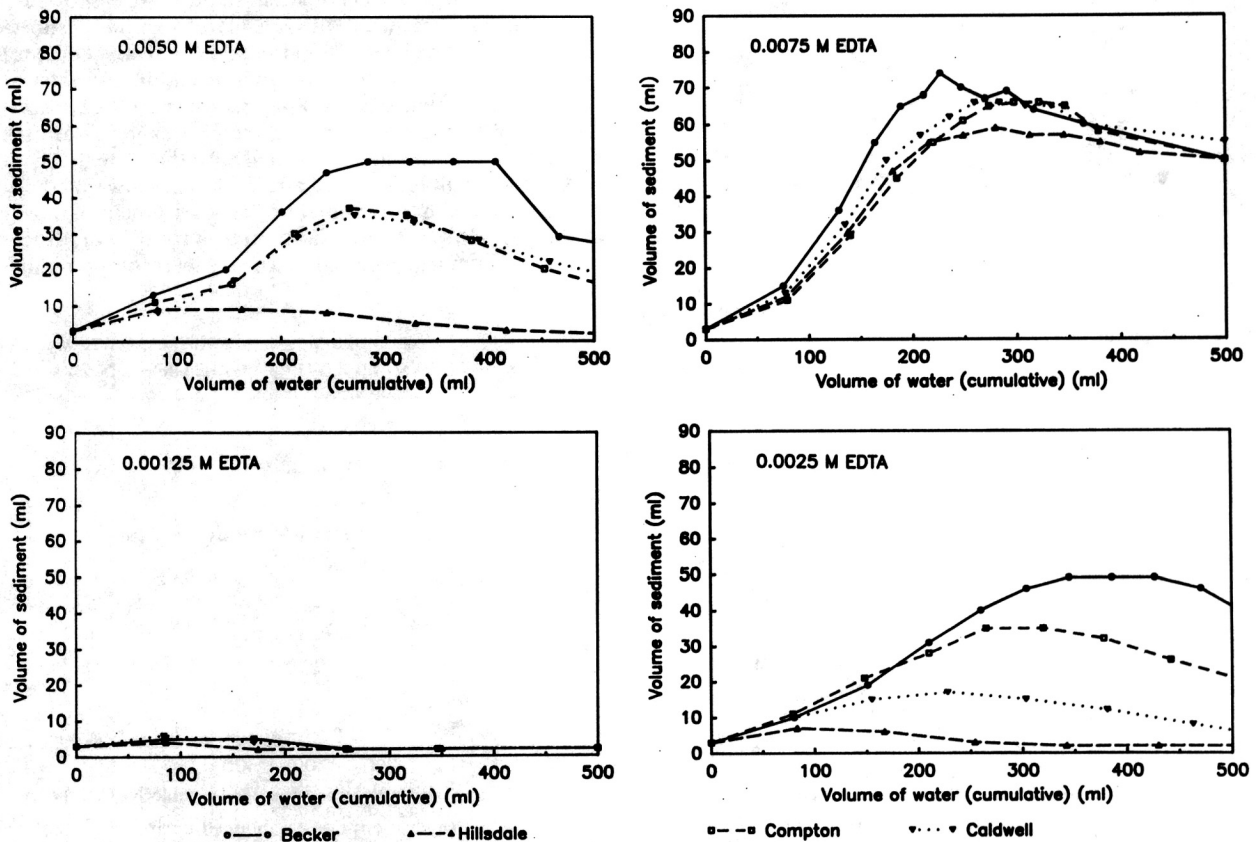 0.0050 M EDTA
Volume of sediment (ml)
90
80
70
60
50
40
30
20
10
0
0 100 200 300 400 500
Volume of water (cumulative) (ml)
0.0075 M EDTA
Volume of sediment (ml)
90
80
70
60
50
40
30
20
10
0
0 100 200 300 400 500
Volume of water (cumulative) (ml)
0.00125 M EDTA
Volume of sediment (ml)
90
80
70
60
50
40
30
20
10
0
0 100 200 300 400 500
Volume of water (cumulative) (ml)
0.0025 M EDTA
Volume of sediment (ml)
90
80
70
60
50
40
30
20
10
0
0 100 200 300 400 500
Volume of water (cumulative) (ml)
Becker Hillsdale Compton Caldwell